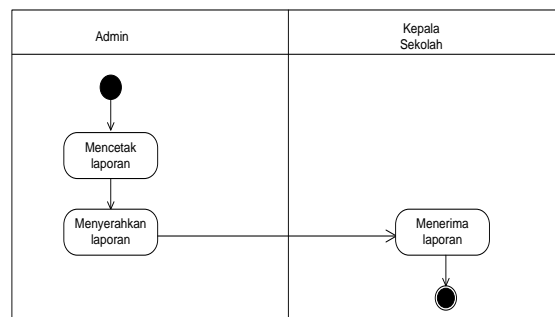 Admin
Kepala
Sekolah
Mencetak
laporan
Menyerahkan
laporan
Menerima
laporan